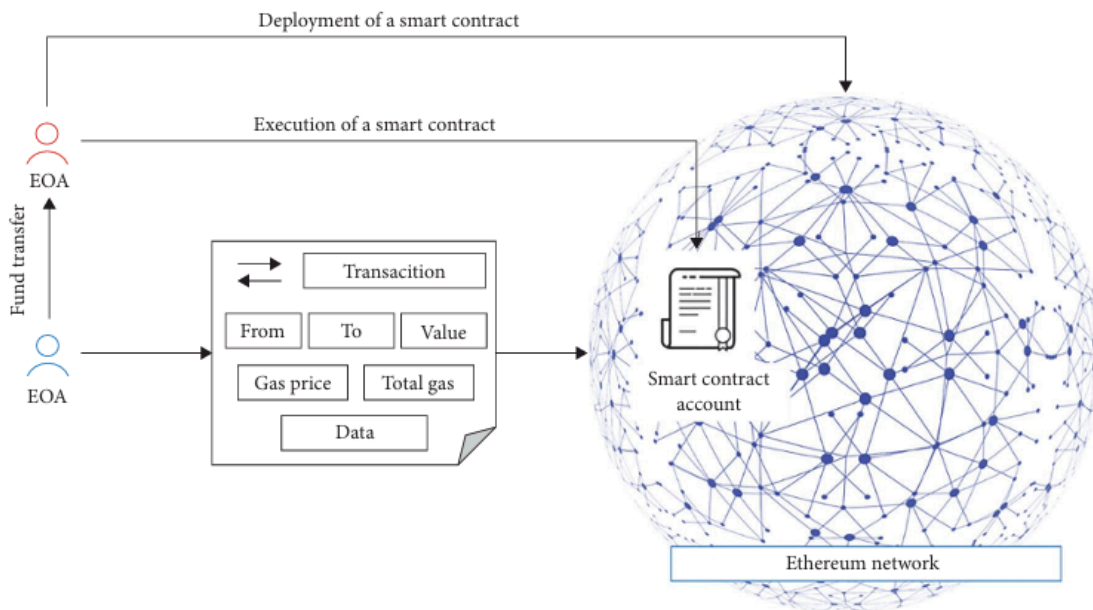 Deployment of a smart contract
Execution of a smart contract
EOA
Fund transfer
EOA
Transacition
From
To
Value
Gas price
Total gas
Data
Smart contract
account
Ethereum network